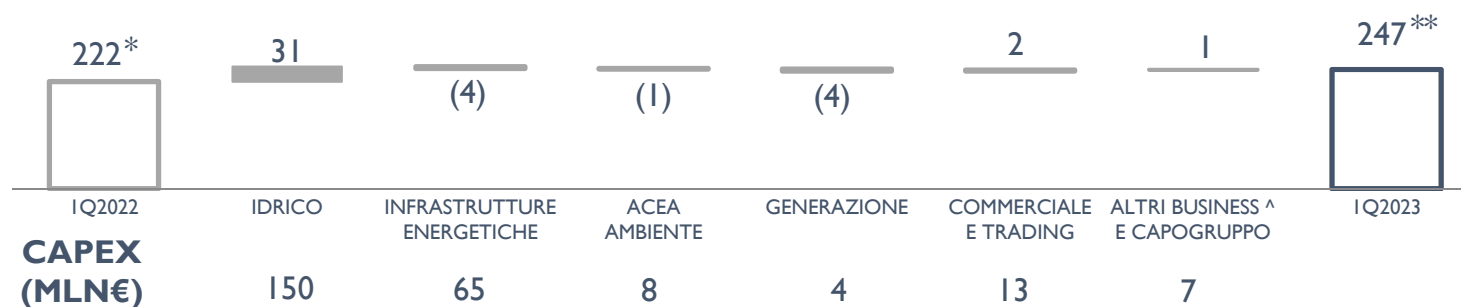 222*
31
(4)
(1)
(4)
2
1
247**
1Q2022
IDRICO
INFRASTRUTTURE
ENERGETICHE
ACEA
AMBIENTE
GENERAZIONE
COMMERCIALE
E TRADING
ALTRI BUSINESS ^
E CAPOGRUPPO
1Q2023
CAPEX
(MLN€)
150
65
8
4
13
7